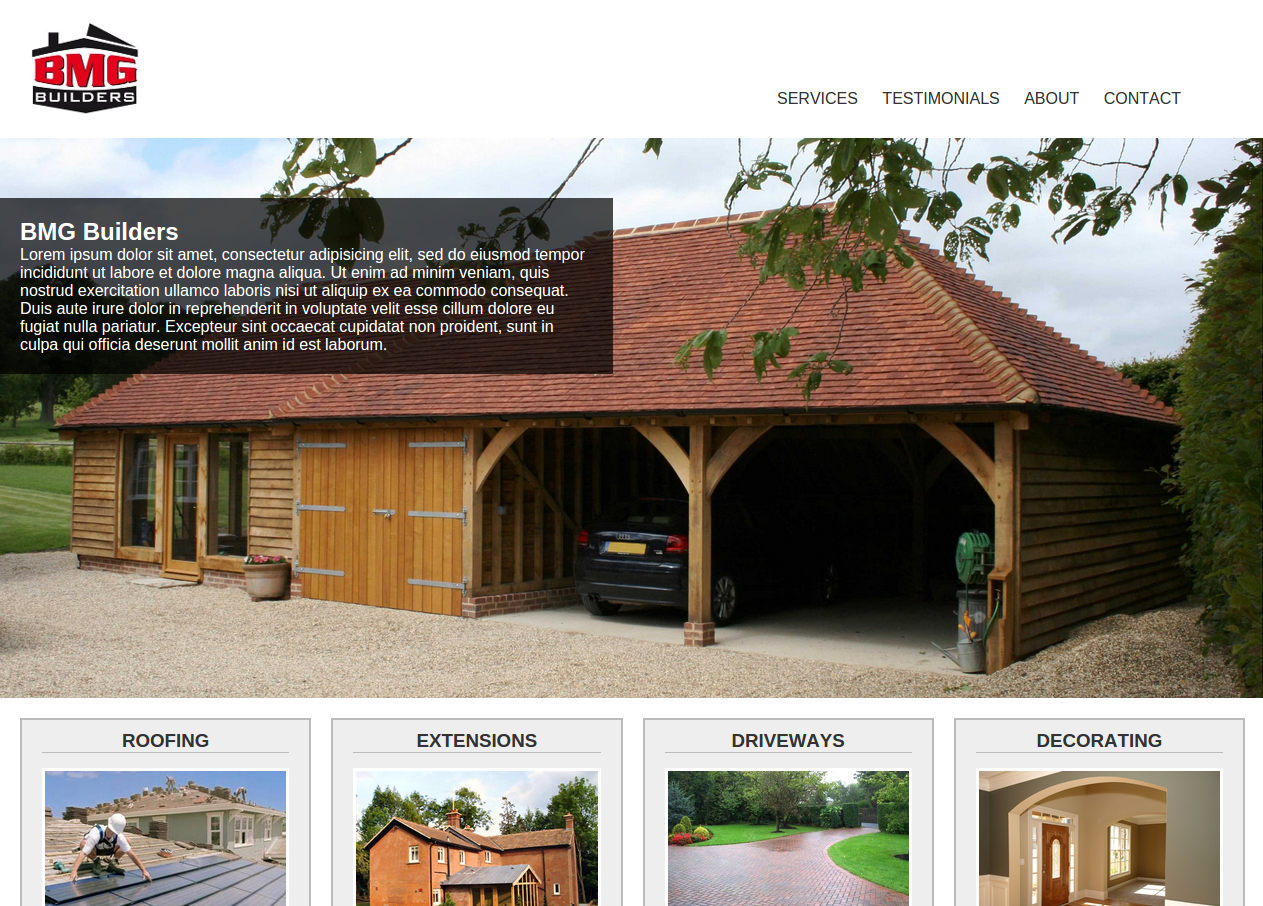 BMG
BUILDERS
SERVICES TESTIMONIALS ABOUT CONTACT
BMG Builders
Lorem ipsum dolor sit amet, consectetur adipisicing elit, sed do eiusmod tempor
incididunt ut labore et dolore magna aliqua. Ut enim ad minim veniam, quis
nostrud exercitation ullamco laboris nisi ut aliquip ex ea commodo consequat.
Duis aute irure dolor in reprehenderit in voluptate velit esse cillum dolore eu
fugiat nulla pariatur. Excepteur sint occaecat cupidatat non proident, sunt in
culpa qui officia deserunt mollit anim id est laborum.
ROOFING EXTENSIONS DRIVEWAYS DECORATING